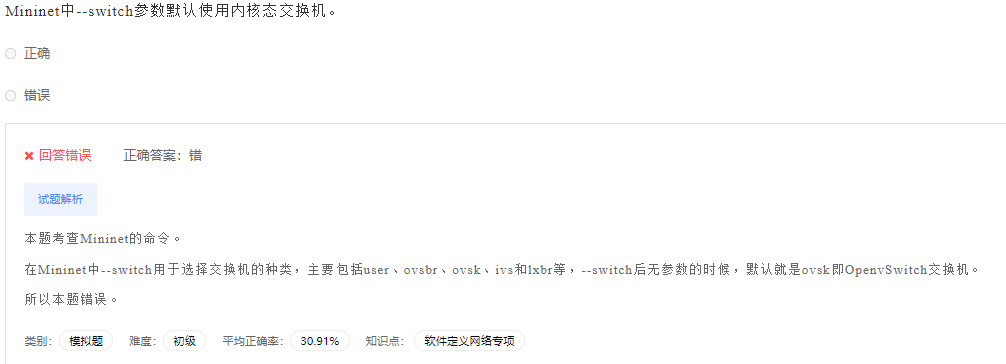 Mininet中--switch参数默认使用内核态交换机。
正确
错误
回答错误 正确答案：错
试题解析
本题考查Mininet的命令。
在Mininet中--switch用于选择交换机的种类，主要包括user、ovsbr、ovsk、ivs和lxbr等，--switch后无参数的时候，默认就是ovsk即OpenvSwitch交换机。
所以本题错误。
类别： 模拟题 难度： 初级 平均正确率： 30.91% 知识点： 软件定义网络专项